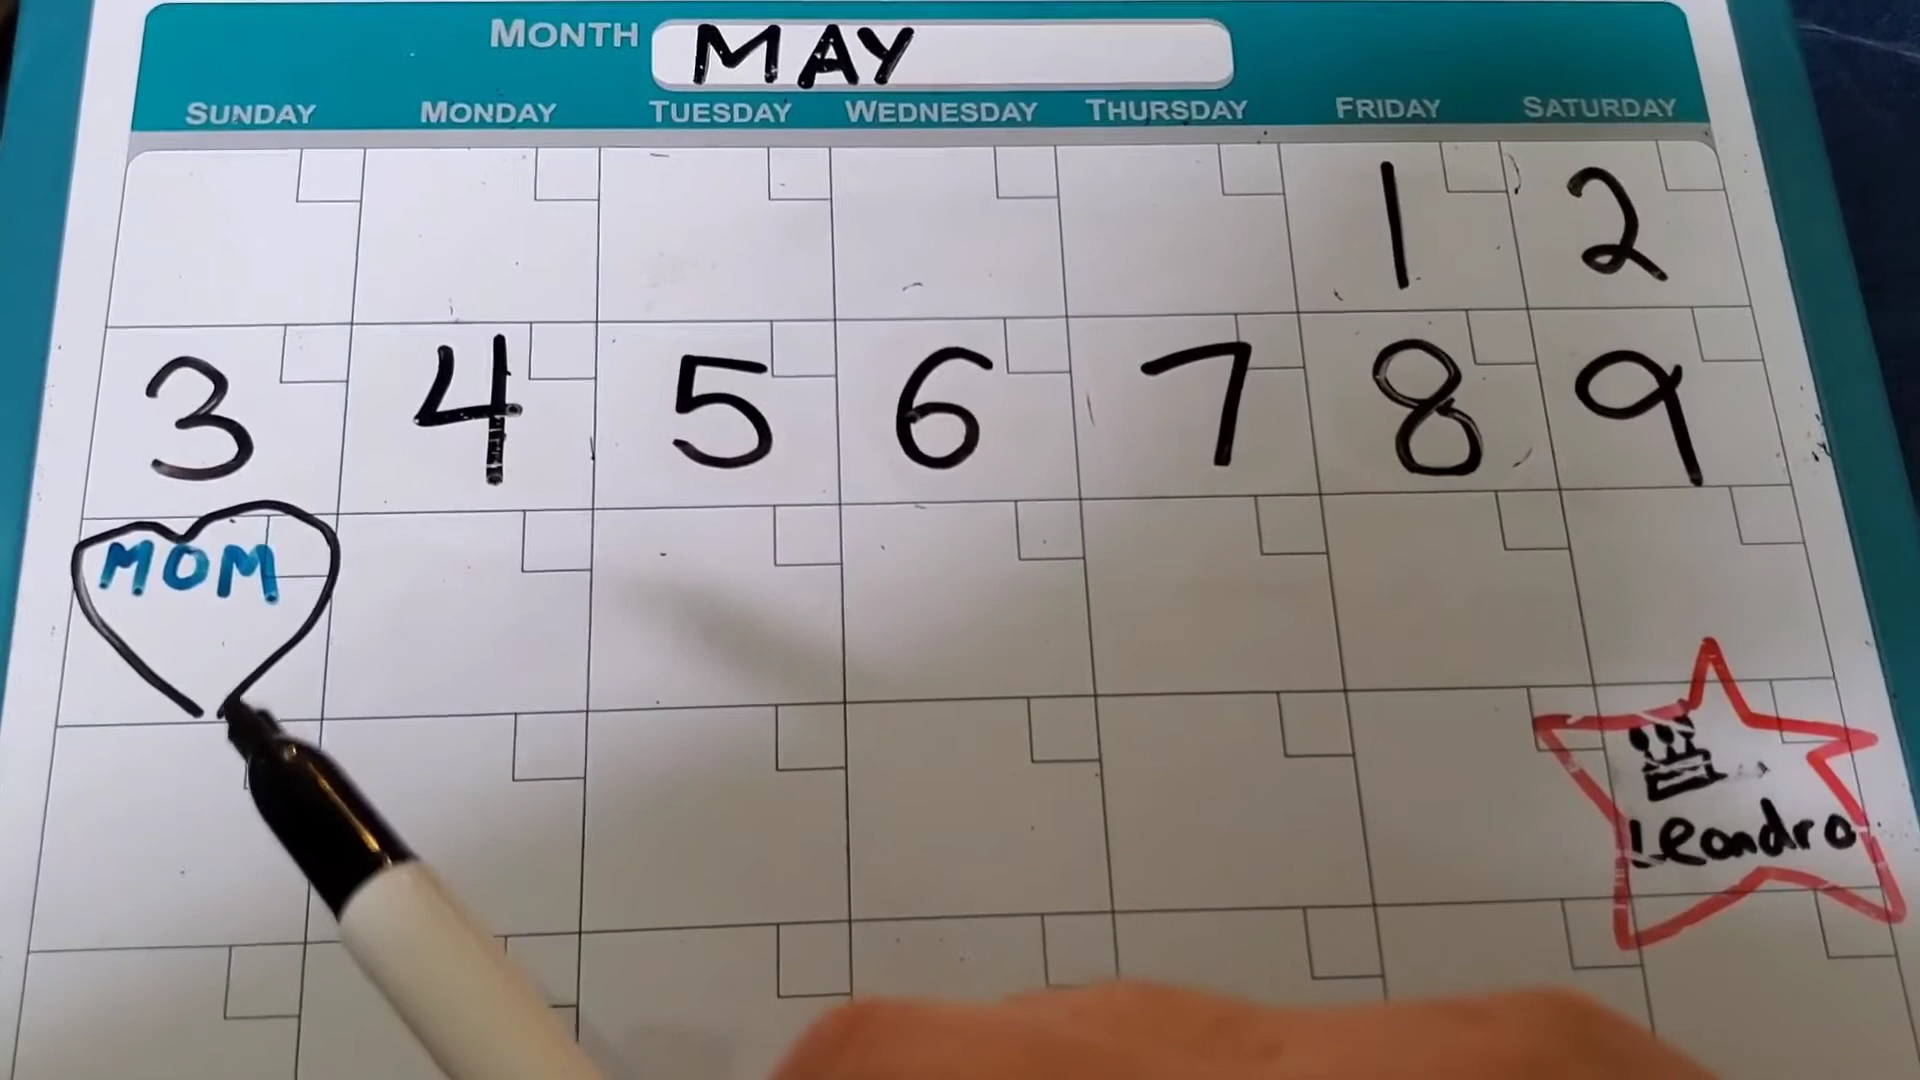 MONTH MAY
SUNDAY MONDAY TUESDAY WEDNESDAY THURSDAY FRIDAY SATURDAY
1 2
3 4 5 6 7 8 9
MOM
Leandro